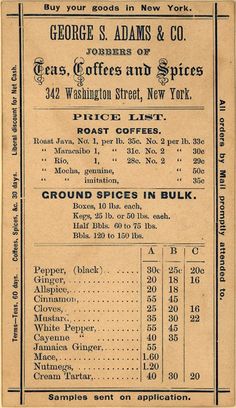 Buy your goods in New York.
GEORGE S. ADAMS & CO.
JOBBERS OF
Teas, Coffees and Spices
342 Washington Street, New York.
PRICE LIST.
ROAST COFFEES.
Roast Java, No. 1, per lb. 35c. No. 2 per lb. 33c
" Maracaibo 1, " 31c. No. 2 " 30c
" Rio, 1, " 28c. No. 2 " 29c
" Mocha, genuine, " 50c
" " imitation, " 35c
GROUND SPICES IN BULK.
Boxes, 10 lbs. each.
Kegs, 25 lb. or 50 lbs. each.
Half Bbls. 60 to 75 lbs.
Bbls. 120 to 150 lbs.
A B C
Pepper, (black) 30c 25c 20c
Ginger, 20 18 16
Allspice, 20 18
Cinnamon, 55 45
Cloves, 25 20 16
Mustard 35 30 22
White Pepper, 55 45
Cayenne " 40 35
Jamaica Ginger, 55
Mace, 1.60
Nutmegs, 1.20
Cream Tartar, 40 30 20
Samples sent on application.
Terms—Teas, 60 days. Coffees, Spices, &c. 30 days. Liberal discount for Net Cash.
All orders by Mail promptly attended to.